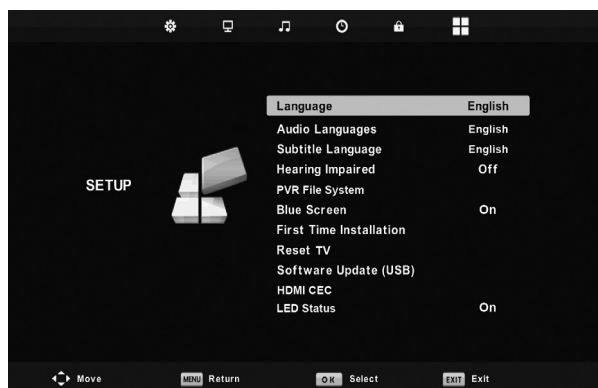 Language English
Audio Languages English
Subtitle Language English
Hearing Impaired Off
SETUP
PVR File System
Blue Screen On
First Time Installation
Reset TV
Software Update (USB)
HDMI CEC
LED Status On
Move MENU Return OK Select EXIT Exit